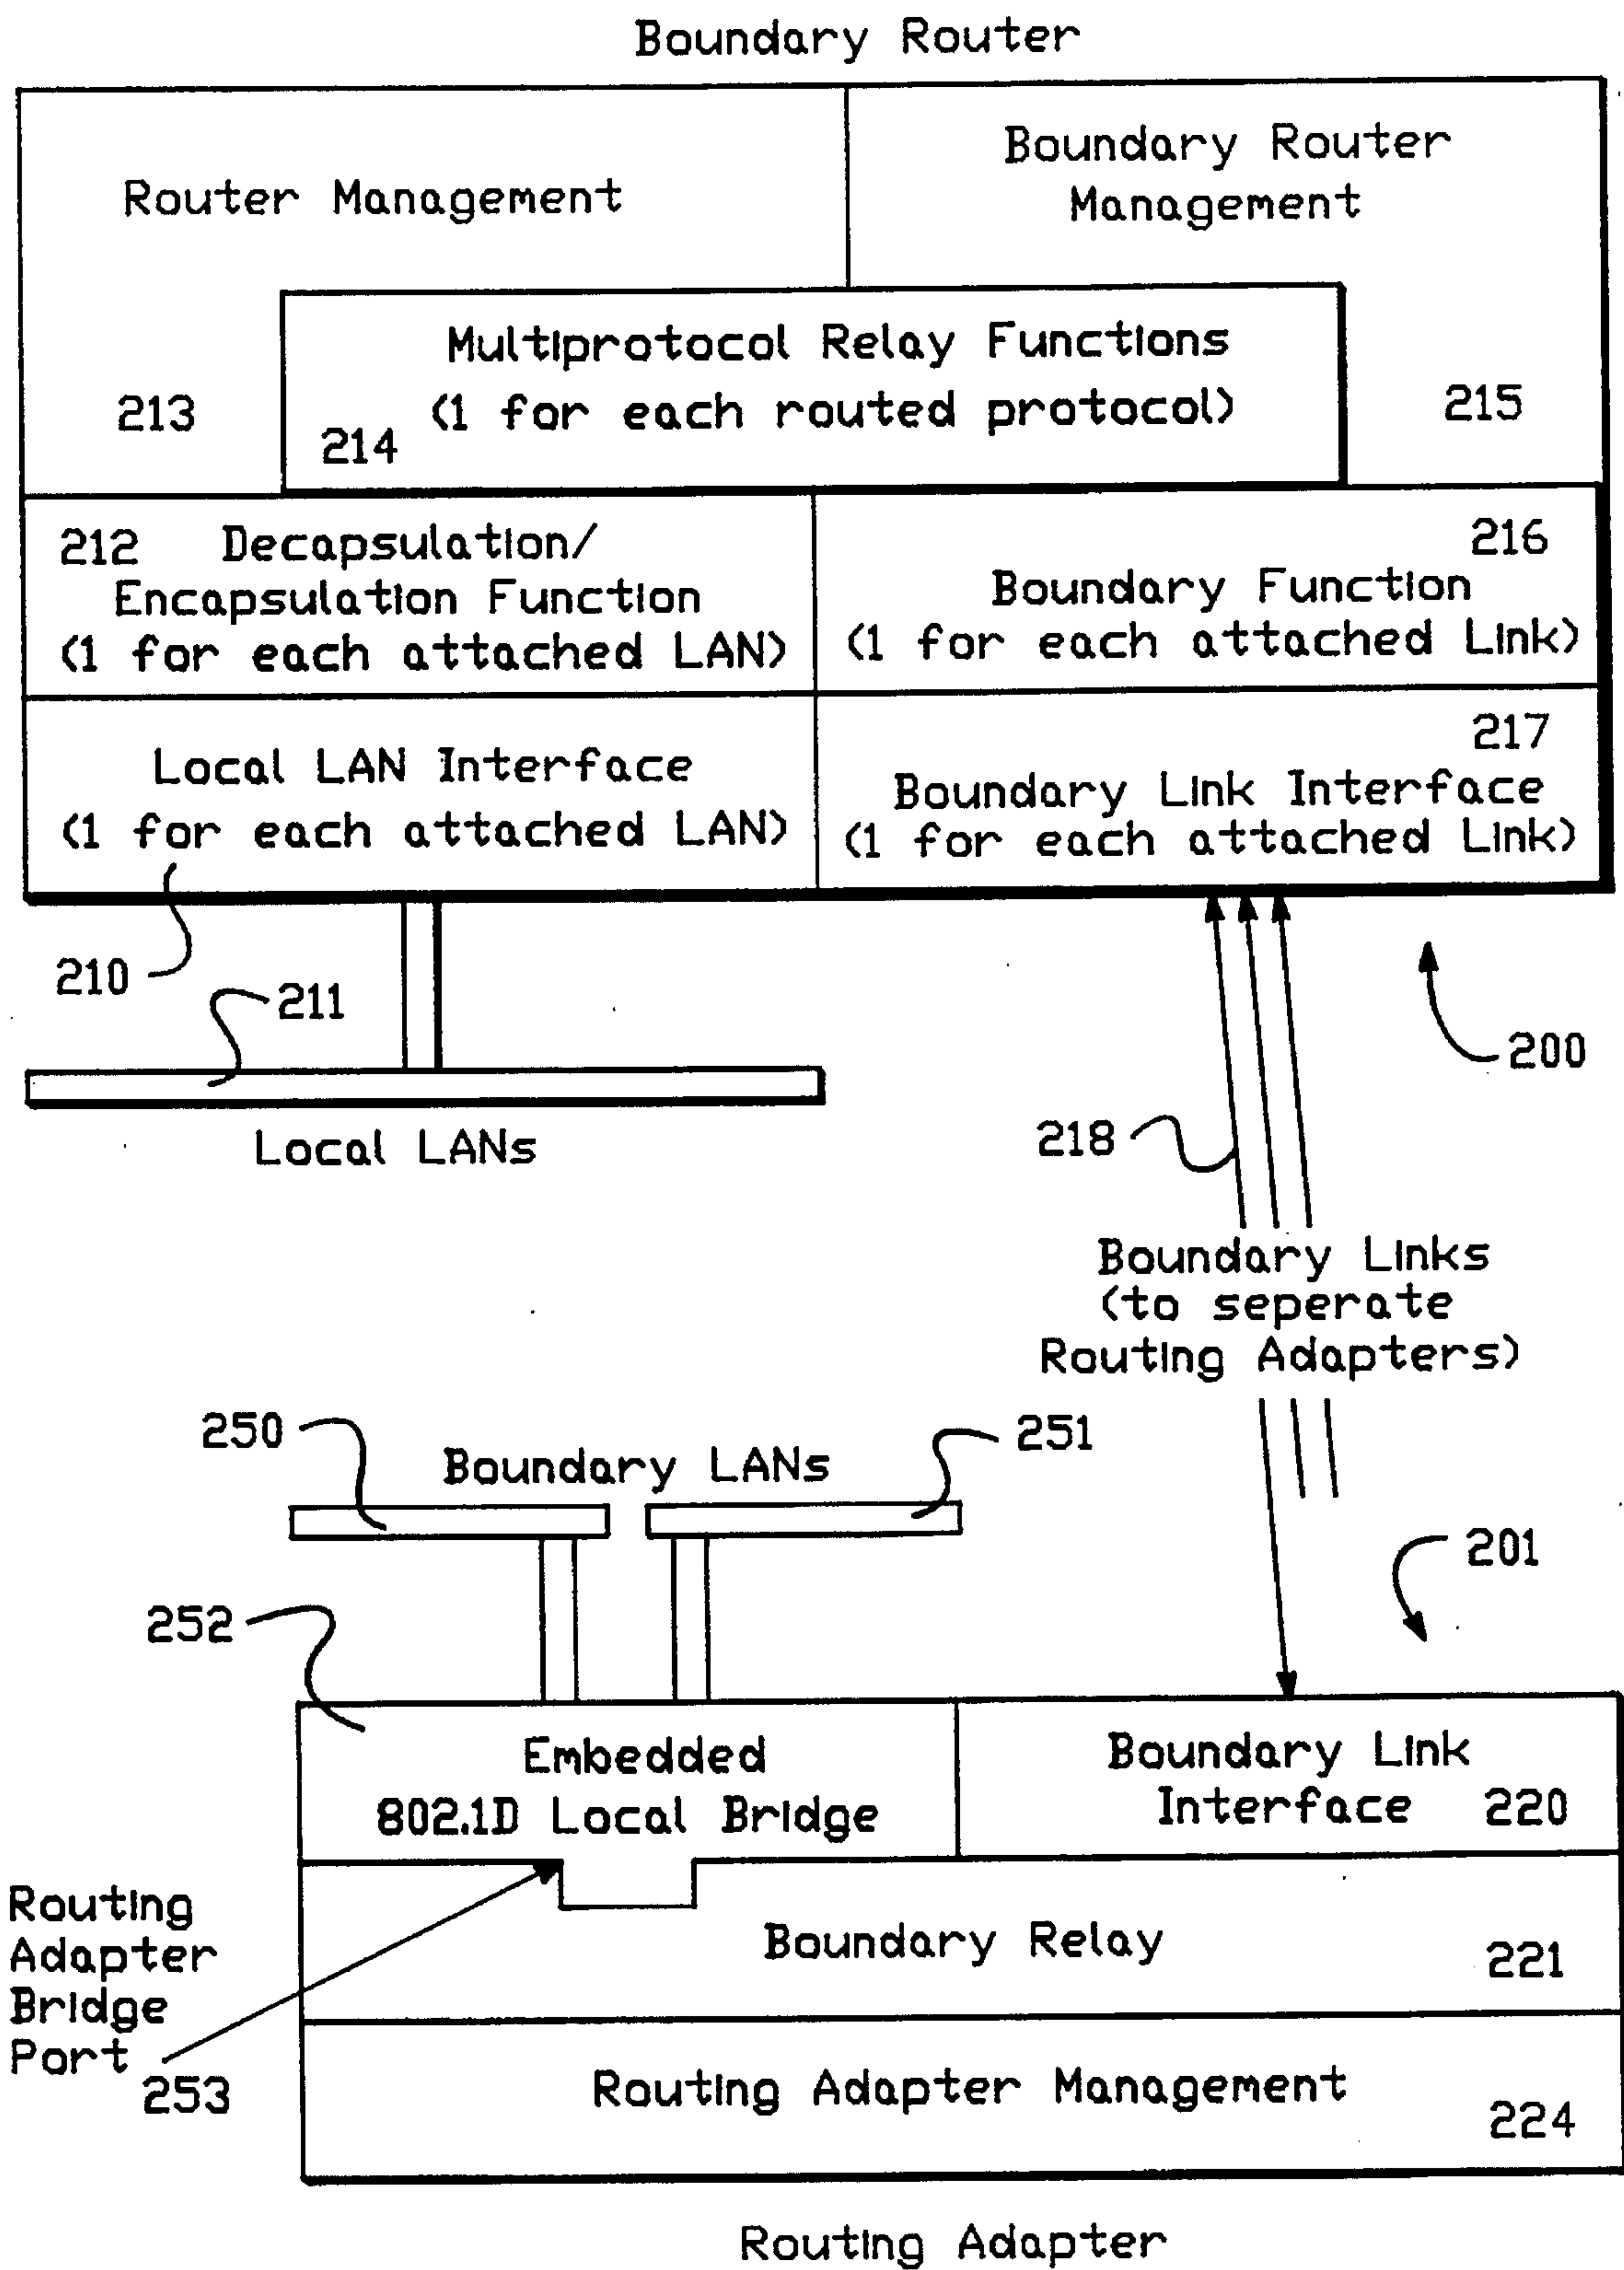 Boundary Router
Router Management
Boundary Router
Management
Multiprotocol Relay Functions
(1 for each routed protocol)
213
214
215
212 Decapsulation/
Encapsulation Function
(1 for each attached LAN)
216
Boundary Function
(1 for each attached Link)
Local LAN Interface
(1 for each attached LAN)
217
Boundary Link Interface
(1 for each attached Link)
210
211
200
Local LANs
218
Boundary Links
(to seperate
Routing Adapters)
250
Boundary LANs
251
201
252
Embedded
802.1D Local Bridge
Boundary Link
Interface 220
Routing
Adapter
Bridge
Port
253
Boundary Relay
221
Routing Adapter Management
224
Routing Adapter